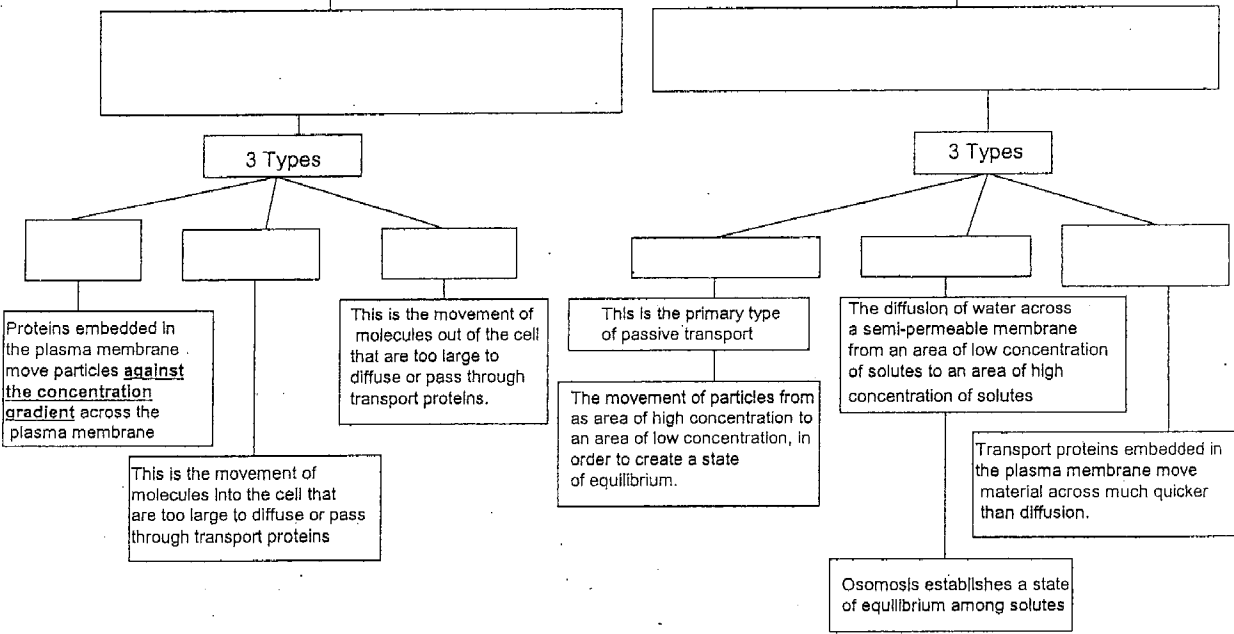 3 Types
3 Types
Proteins embedded in
the plasma membrane
move particles against
the concentration
gradient across the
plasma membrane
This is the movement of
molecules into the cell that
are too large to diffuse or pass
through transport proteins
This is the movement of
molecules out of the cell
that are too large to
diffuse or pass through
transport proteins.
This is the primary type
of passive transport
The movement of particles from
as area of high concentration to
an area of low concentration, in
order to create a state
of equilibrium.
The diffusion of water across
a semi-permeable membrane
from an area of low concentration
of solutes to an area of high
concentration of solutes
Transport proteins embedded in
the plasma membrane move
material across much quicker
than diffusion.
Osomosis establishes a state
of equilibrium among solutes